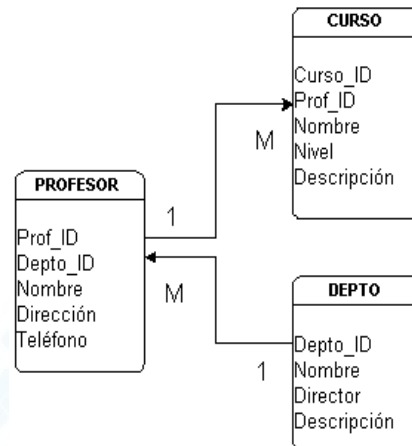 CURSO
Curso_ID
Prof_ID
Nombre
Nivel
Descripción
M
PROFESOR
1
Prof_ID
Depto_ID
Nombre
Dirección
Teléfono
M
DEPTO
1
Depto_ID
Nombre
Director
Descripción